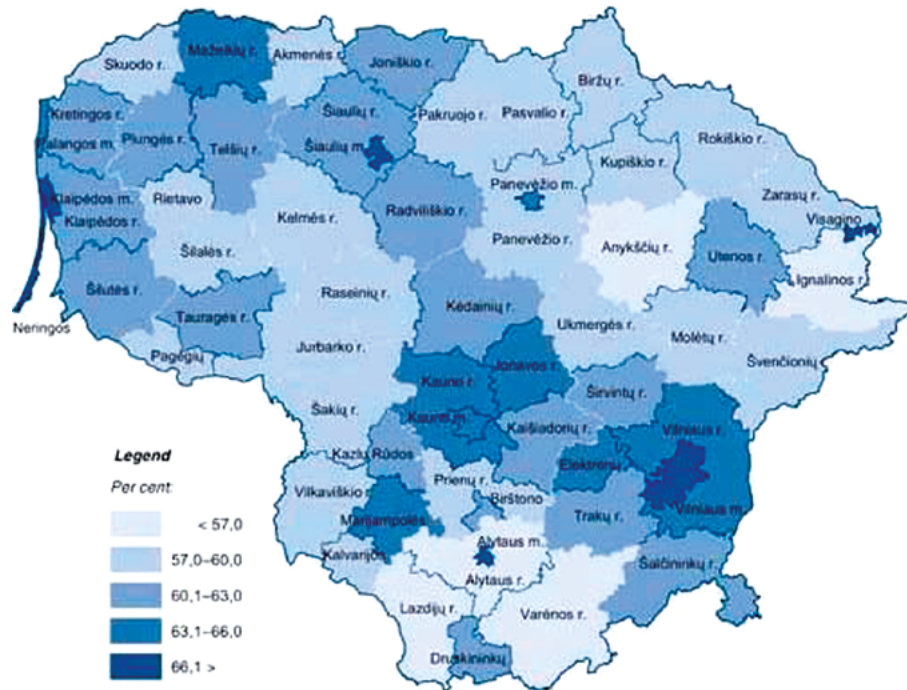 Skuodo r.
Mažeikių r.
Akmenės r.
Joniškio r.
Biržų r.
Kretingos r.
Palangos m.
Plungės r.
Telšių r.
Šiaulių r.
Šiaulių m.
Pakruojo r.
Pasvalio r.
Rokiškio r.
Kupiškio r.
Panevėžio m.
Klaipėdos m.
Klaipėdos r.
Rietavo
Kelmės r.
Radviliškio r.
Panevėžio r.
Anykščių r.
Utenos r.
Zarasų r.
Visagino
Ignalinos r.
Šilalės r.
Šilutės r.
Neringos
Tauragės r.
Raseinių r.
Kėdainių r.
Ukmergės r.
Molėtų r.
Švenčionių r.
Pagėgių
Jurbarko r.
Kauno r.
Jonavos r.
Širvintų r.
Šakių r.
Kauno m.
Kaišiadorių r.
Vilniaus r.
Kazlų Rūdos
Elektrėnų
Legend
Per cent
< 57,0
57,0–60,0
60,1–63,0
63,1–66,0
66,1 >
Vilkaviškio r.
Prienų r.
Birštono
Marijampolės
Trakų r.
Vilniaus m.
Kalvarijos
Alytaus m.
Alytaus r.
Šalčininkų r.
Lazdijų r.
Varėnos r.
Druskininkų